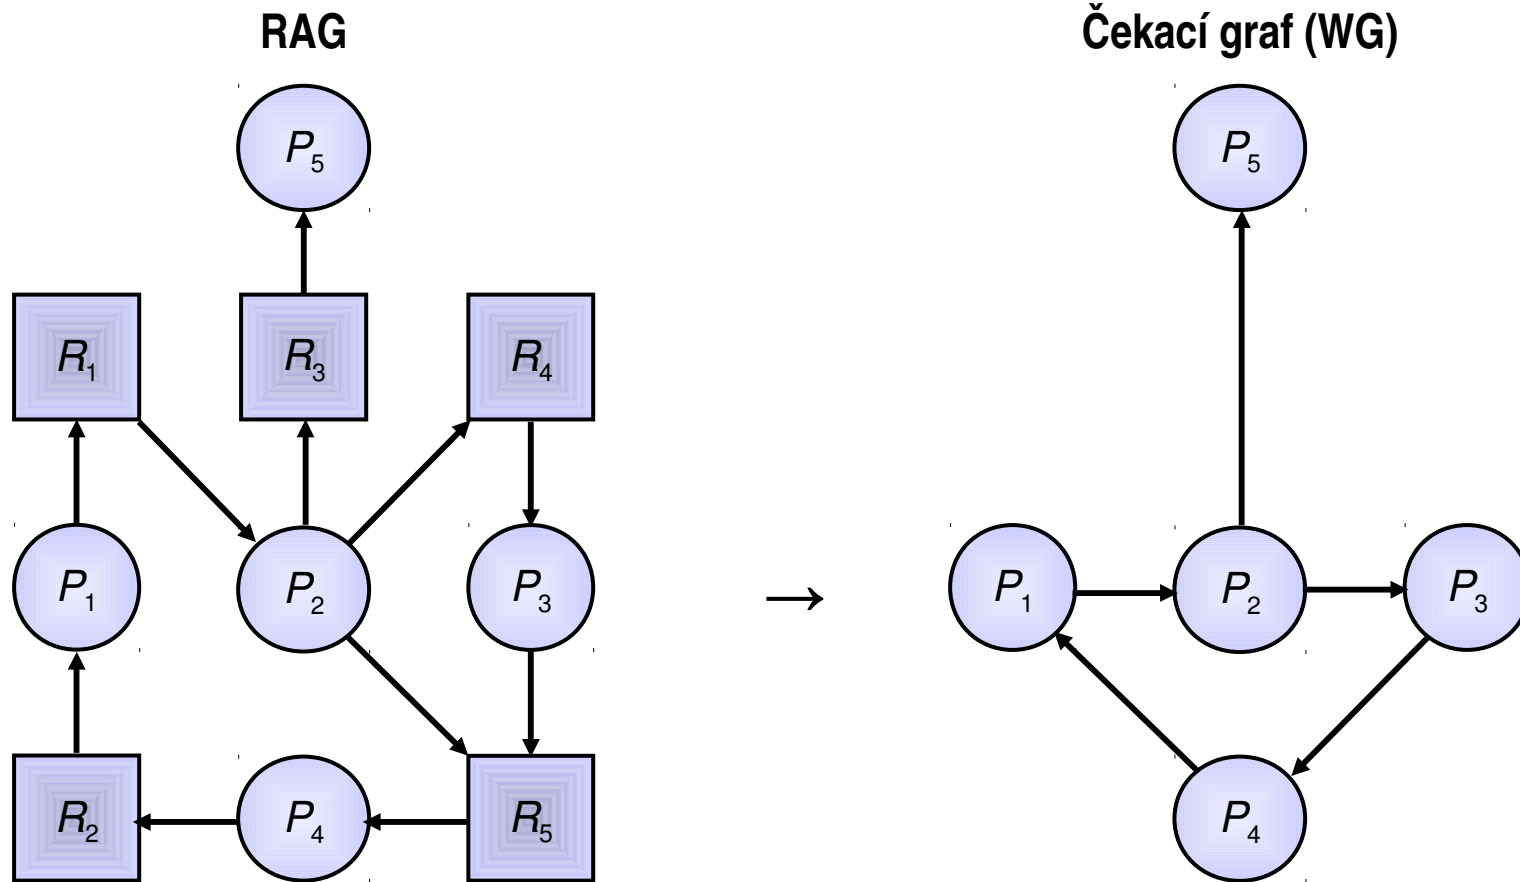 RAG
Čekací graf (WG)
P5
P5
R1
R3
R4
P1
P2
P3
→
P1
P2
P3
R2
P4
R5
P4